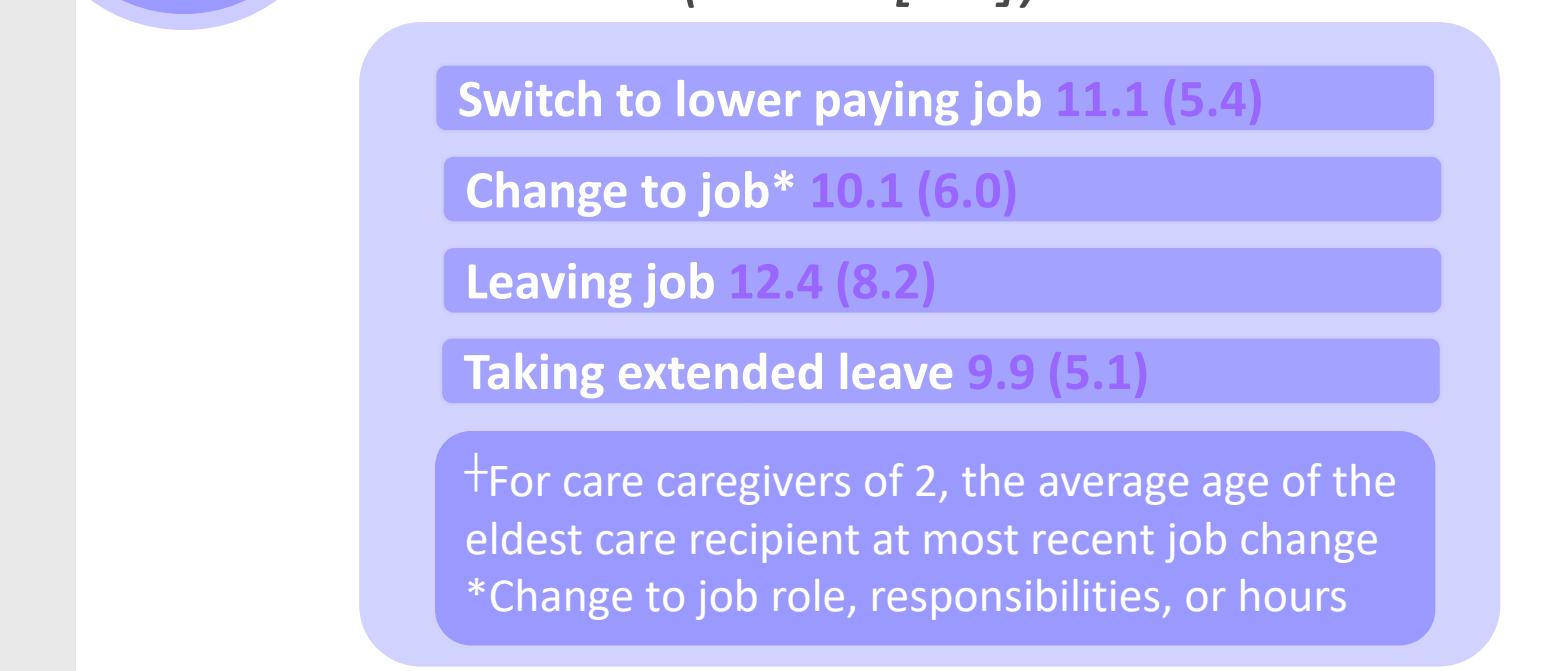 Switch to lower paying job 11.1 (5.4)
Change to job* 10.1 (6.0)
Leaving job 12.4 (8.2)
Taking extended leave 9.9 (5.1)
†For care caregivers of 2, the average age of the
eldest care recipient at most recent job change
*Change to job role, responsibilities, or hours